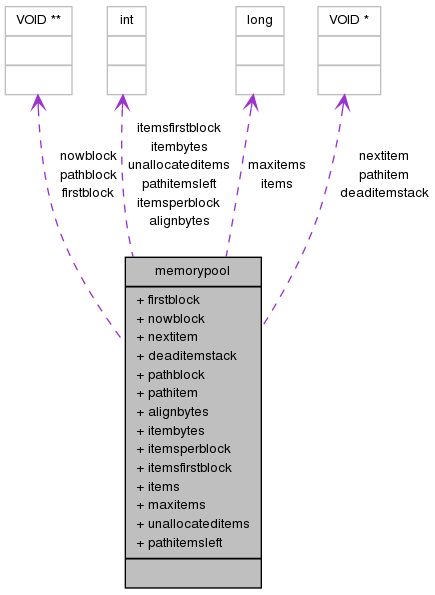 VOID **
int
long
VOID *
nowblock
pathblock
firstblock
itemsfirstblock
itembytes
unallocateditems
pathitemsleft
itemsperblock
alignbytes
maxitems
items
nextitem
pathitem
deaditemstack
memorypool
+ firstblock
+ nowblock
+ nextitem
+ deaditemstack
+ pathblock
+ pathitem
+ alignbytes
+ itembytes
+ itemsperblock
+ itemsfirstblock
+ items
+ maxitems
+ unallocateditems
+ pathitemsleft